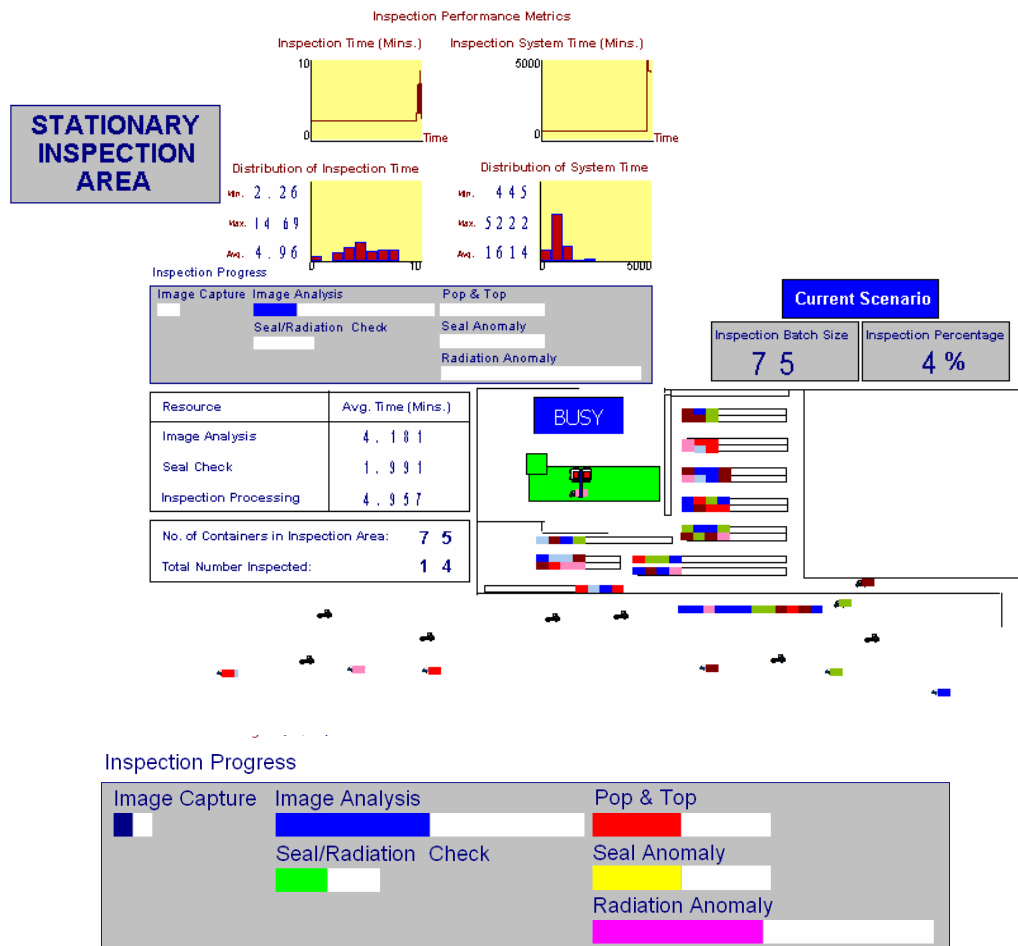 Inspection Performance Metrics
Inspection Time (Mins.)
Inspection System Time (Mins.)
10
0
Time
5000
0
Time
STATIONARY
INSPECTION
AREA
Distribution of Inspection Time
Min. 2.26
Max. 14 69
Avg. 4.96
0
10
Distribution of System Time
Min. 445
Max. 5222
Avg. 1614
0
5000
Inspection Progress
Image Capture Image Analysis Pop & Top
Seal/Radiation Check Seal Anomaly
Radiation Anomaly
Current Scenario
Inspection Batch Size Inspection Percentage
75 4%
Resource Avg. Time (Mins.)
Image Analysis 4.181
Seal Check 1.991
Inspection Processing 4.957
No. of Containers in Inspection Area: 75
Total Number Inspected: 14
BUSY
Inspection Progress
Image Capture Image Analysis Pop & Top
Seal/Radiation Check Seal Anomaly
Radiation Anomaly